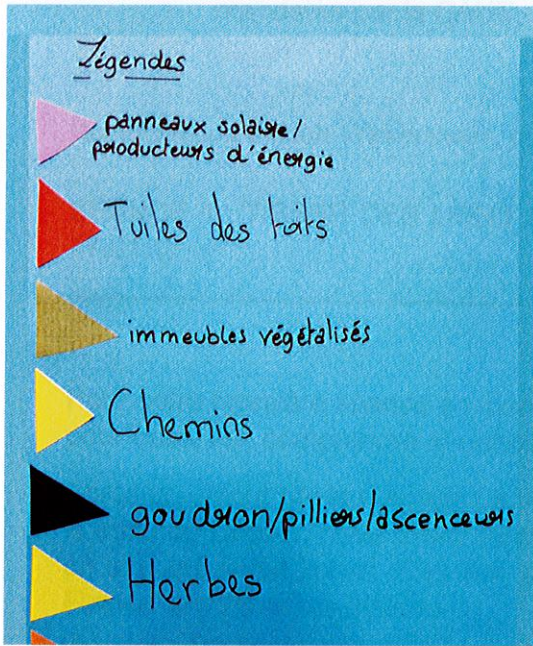 Légendes
panneaux solaire/
producteurs d'énergie
Tuiles des toits
immeubles végétalisés
Chemins
goudron/pilliers/ascenceurs
Herbes